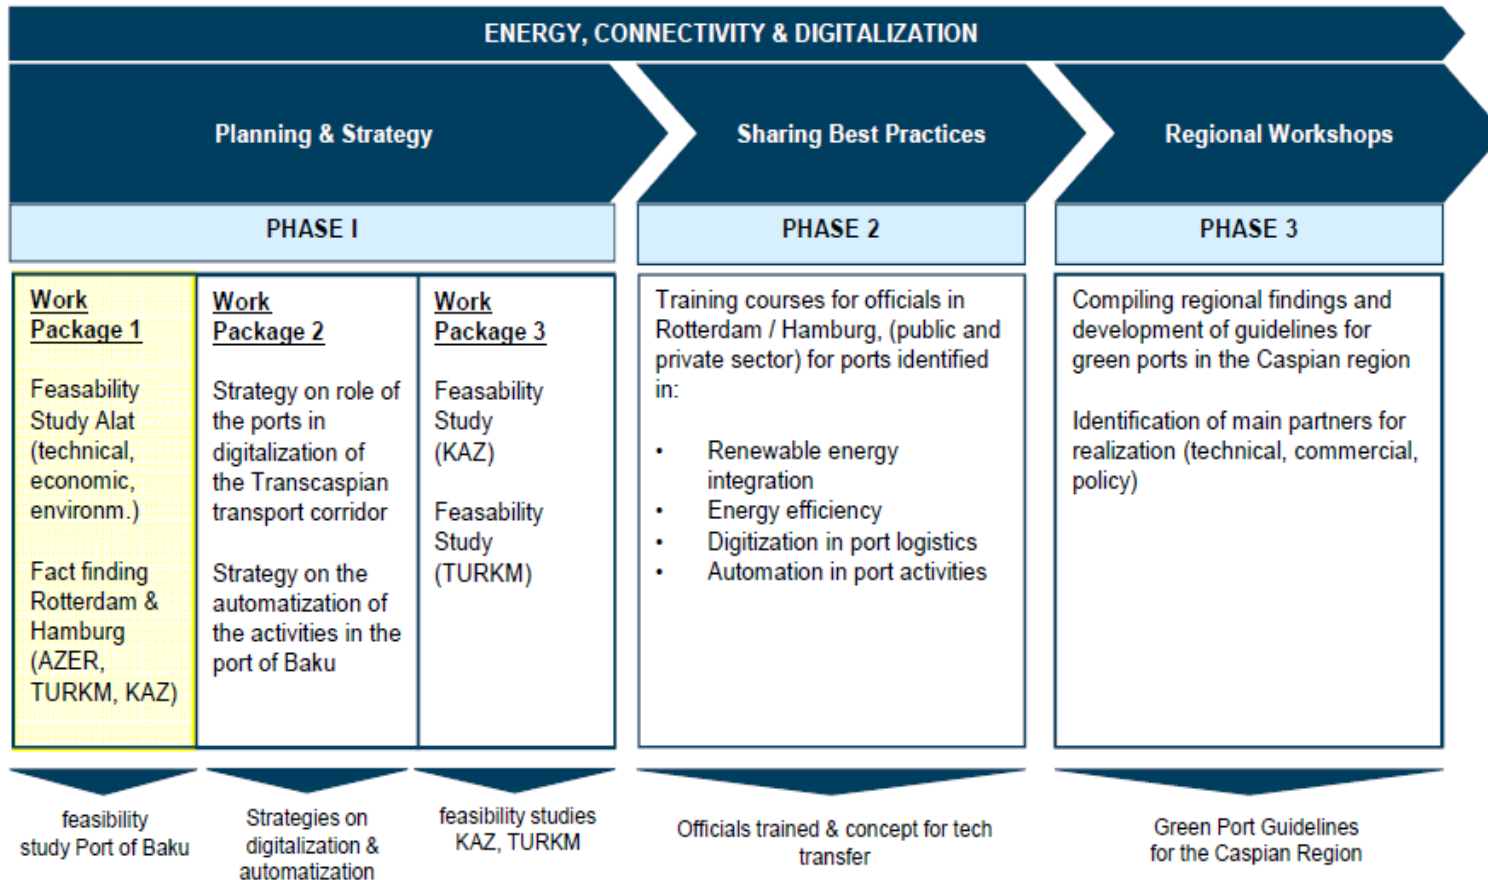 ENERGY, CONNECTIVITY & DIGITALIZATION
Planning & Strategy
Sharing Best Practices
Regional Workshops
PHASE I
PHASE 2
PHASE 3
Work
Package 1
Feasability
Study Alat
(technical,
economic,
environm.)
Fact finding
Rotterdam &
Hamburg
(AZER,
TURKM, KAZ)
Work
Package 2
Strategy on role of
the ports in
digitalization of
the Transcaspian
transport corridor
Strategy on the
automatization of
the activities in the
port of Baku
Work
Package 3
Feasability
Study
(KAZ)
Feasability
Study
(TURKM)
Training courses for officials in
Rotterdam / Hamburg, (public and
private sector) for ports identified
in:
• Renewable energy
integration
• Energy efficiency
• Digitization in port logistics
• Automation in port activities
Compiling regional findings and
development of guidelines for
green ports in the Caspian region
Identification of main partners for
realization (technical, commercial,
policy)
feasibility
study Port of Baku
Strategies on
digitalization &
automatization
feasibility studies
KAZ, TURKM
Officials trained & concept for tech
transfer
Green Port Guidelines
for the Caspian Region